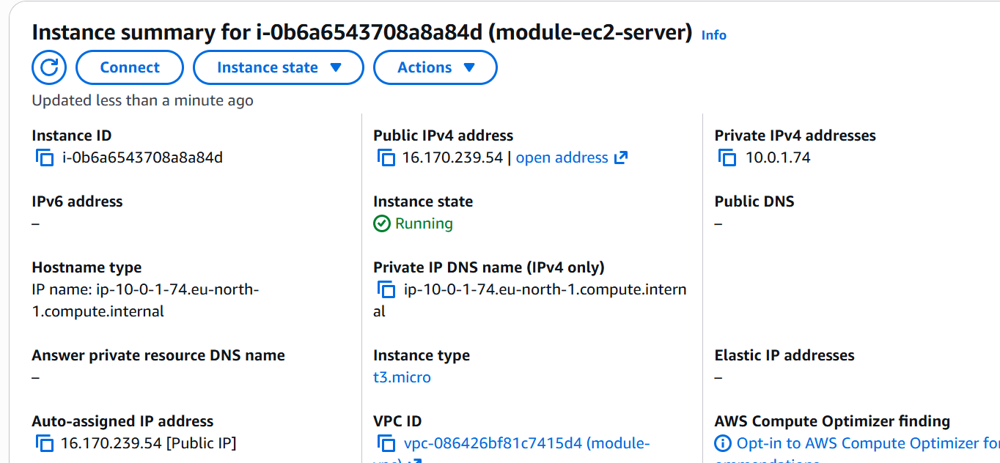 Instance summary for i-0b6a6543708a8a84d (module-ec2-server) Info
Connect
Instance state
Actions
Updated less than a minute ago
Instance ID
i-0b6a6543708a8a84d
Public IPv4 address
16.170.239.54 | open address
Private IPv4 addresses
10.0.1.74
IPv6 address
–
Instance state
Running
Public DNS
–
Hostname type
IP name: ip-10-0-1-74.eu-north-
1.compute.internal
Private IP DNS name (IPv4 only)
ip-10-0-1-74.eu-north-1.compute.intern
al
Answer private resource DNS name
–
Instance type
t3.micro
Elastic IP addresses
–
Auto-assigned IP address
16.170.239.54 [Public IP]
VPC ID
vpc-086426bf81c7415d4 (module-
vpc)
AWS Compute Optimizer finding
Opt-in to AWS Compute Optimizer for